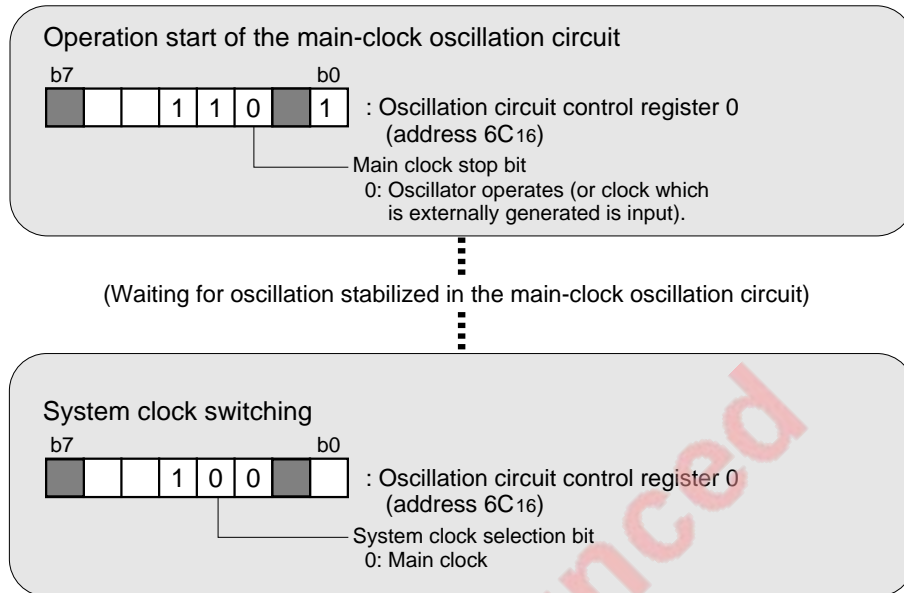 Operation start of the main-clock oscillation circuit
b7 b0
1 1 0 1 : Oscillation circuit control register 0
(address 6C16)
Main clock stop bit
0: Oscillator operates (or clock which
is externally generated is input).
(Waiting for oscillation stabilized in the main-clock oscillation circuit)
System clock switching
b7 b0
1 0 0 : Oscillation circuit control register 0
(address 6C16)
System clock selection bit
0: Main clock